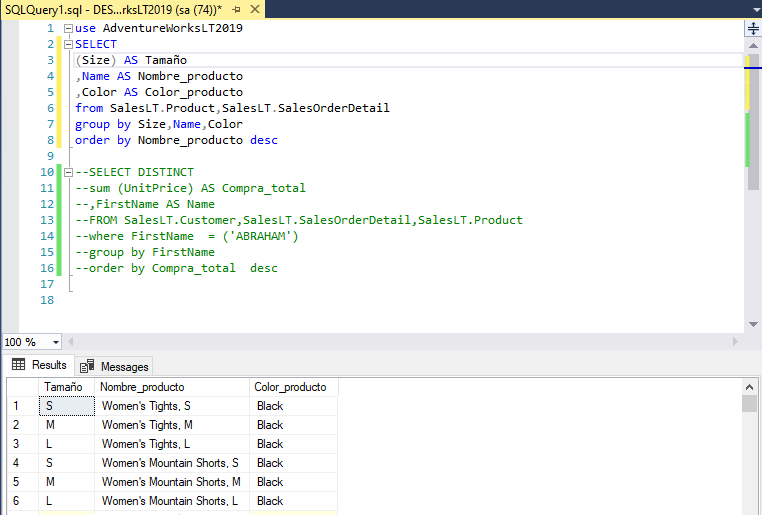 SQLQuery1.sql - DES...rksLT2019 (sa (74))*
1 use AdventureWorksLT2019
2 SELECT
3 (Size) AS Tamaño
4 ,Name AS Nombre_producto
5 ,Color AS Color_producto
6 from SalesLT.Product,SalesLT.SalesOrderDetail
7 group by Size,Name,Color
8 order by Nombre_producto desc
9
10 --SELECT DISTINCT
11 --sum (UnitPrice) AS Compra_total
12 --,FirstName AS Name
13 --FROM SalesLT.Customer,SalesLT.SalesOrderDetail,SalesLT.Product
14 --where FirstName  = ('ABRAHAM')
15 --group by FirstName
16 --order by Compra_total  desc
17
18
100 %
Results Messages
Tamaño Nombre_producto Color_producto
1 S Women's Tights, S Black
2 M Women's Tights, M Black
3 L Women's Tights, L Black
4 S Women's Mountain Shorts, S Black
5 M Women's Mountain Shorts, M Black
6 L Women's Mountain Shorts, L Black